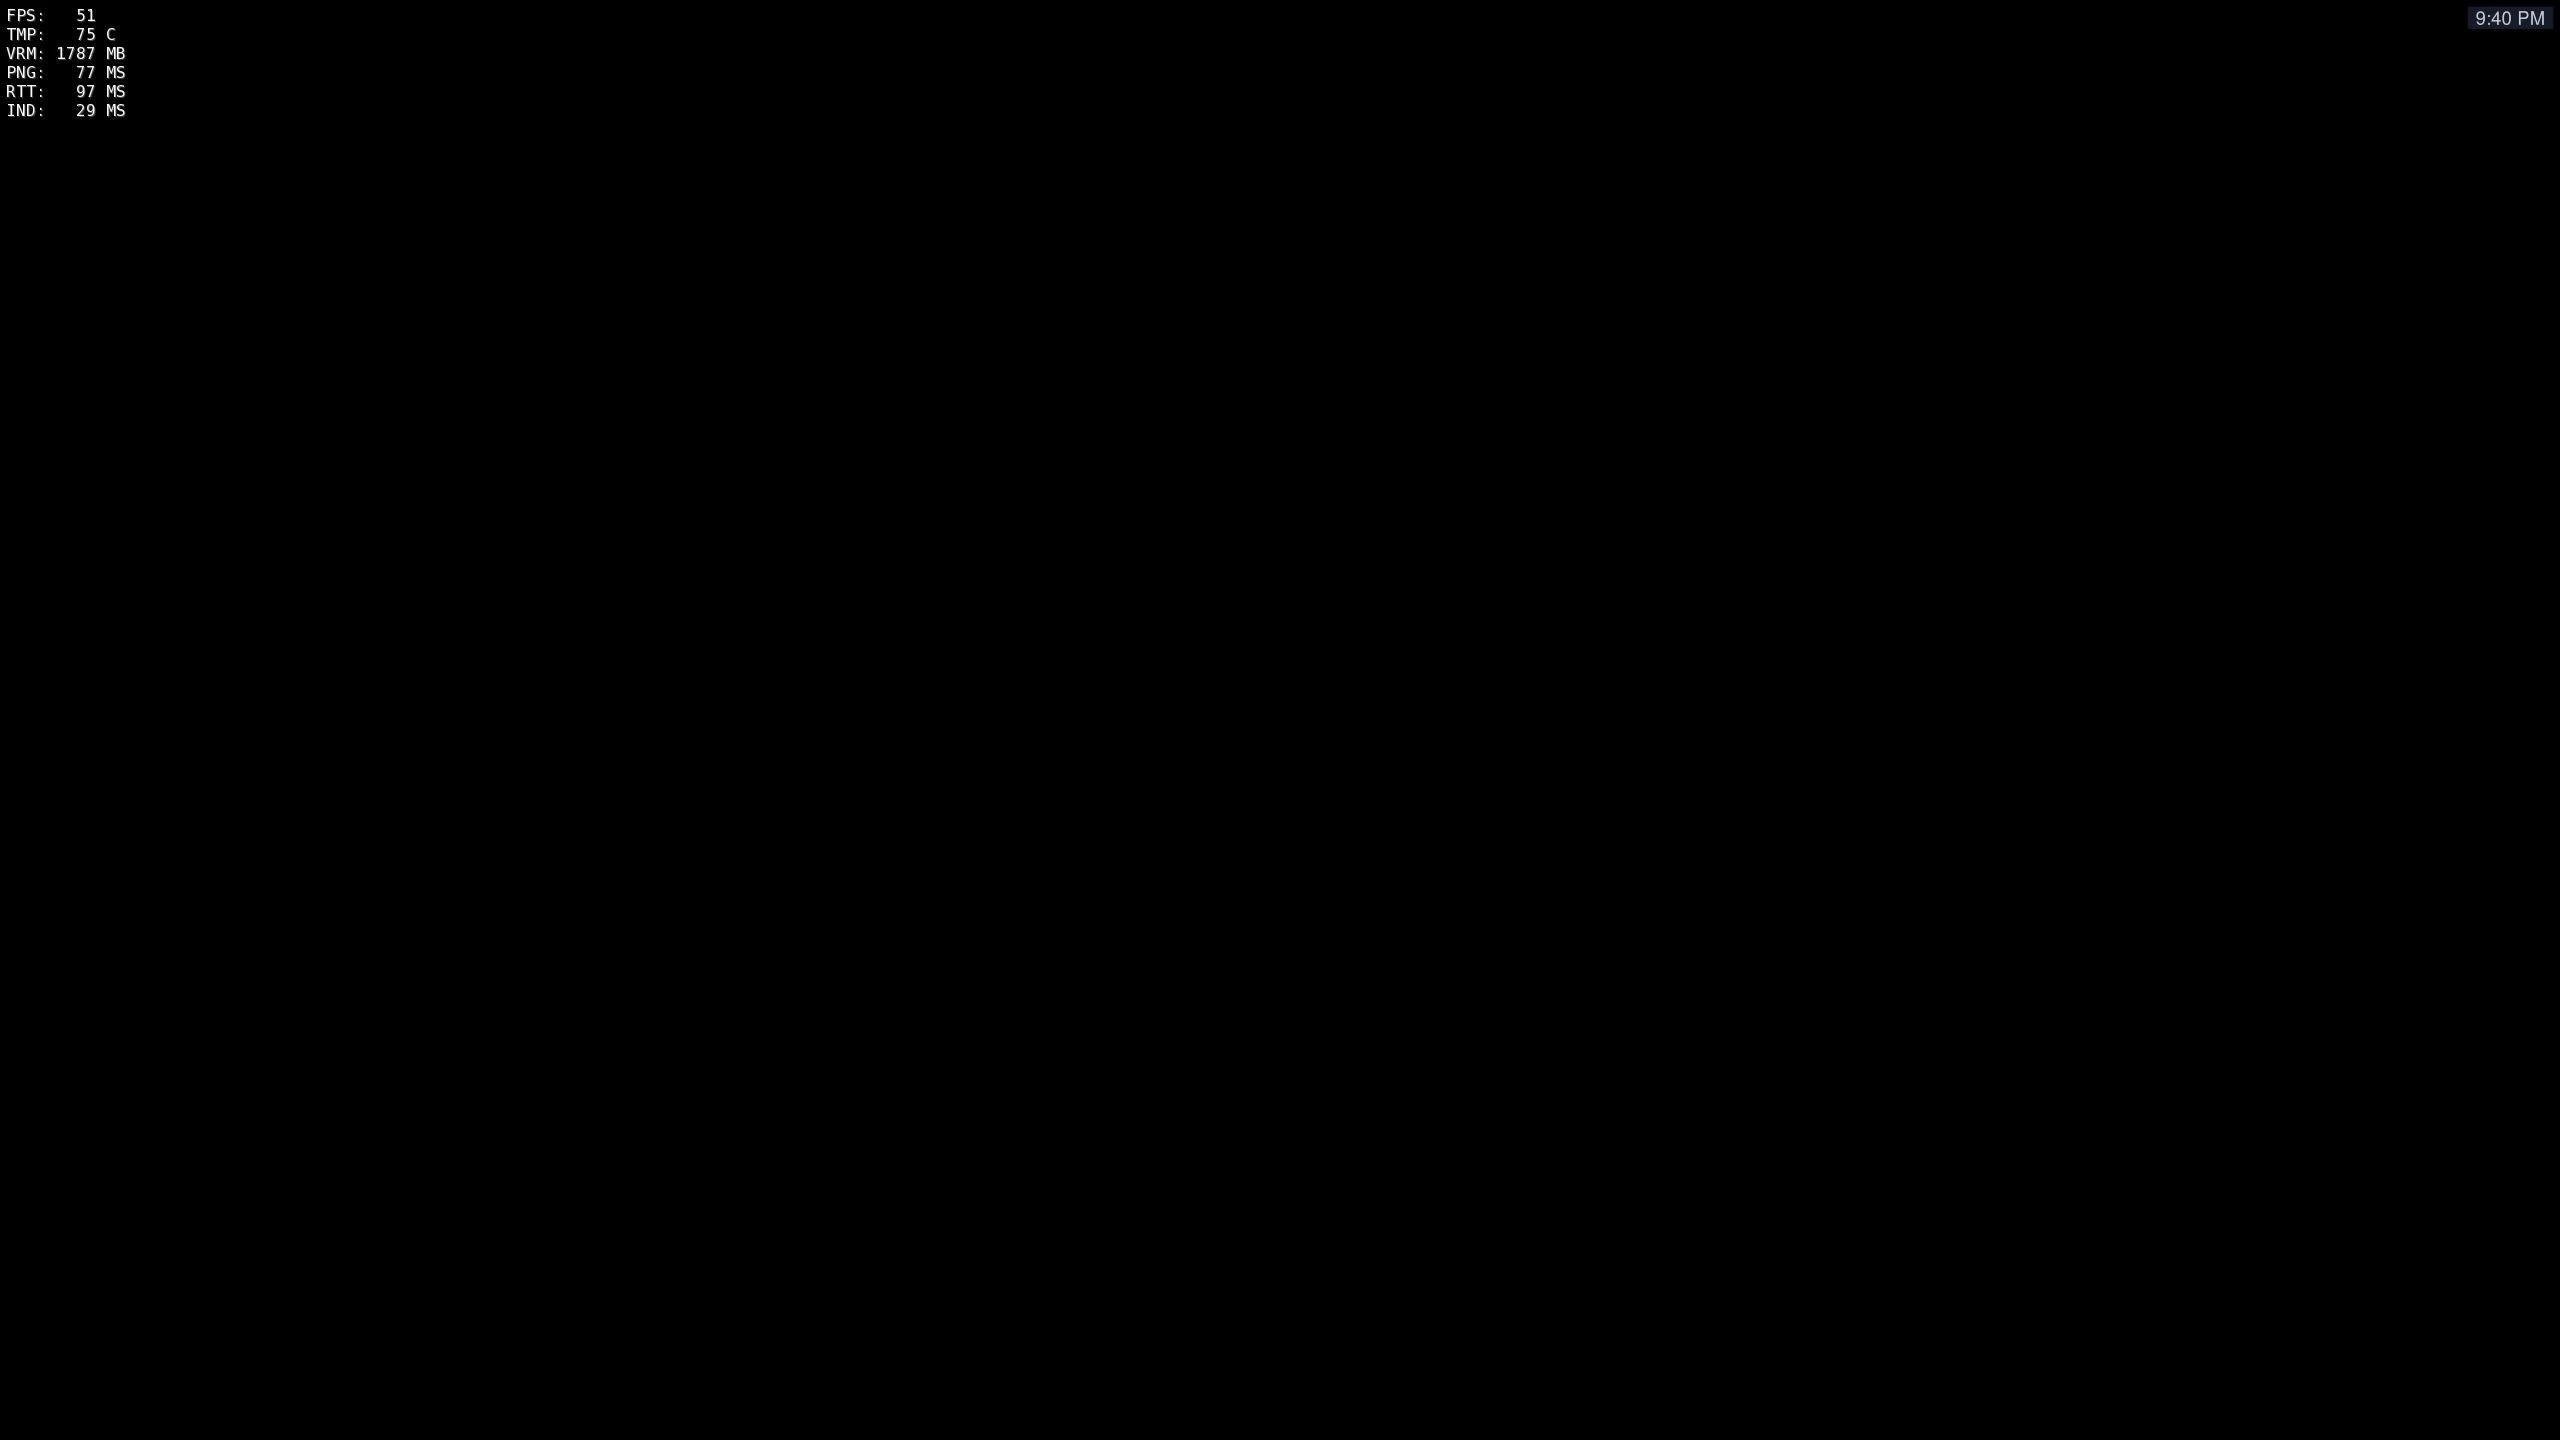 FPS:   51
TMP:   75 C
VRM: 1787 MB
PNG:   77 MS
RTT:   97 MS
IND:   29 MS
9:40 PM